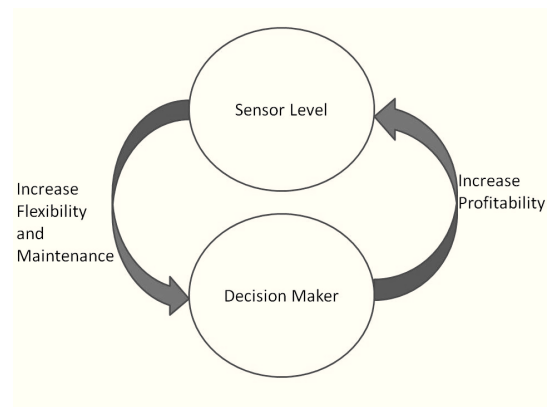 Sensor Level
Increase
Flexibility
and
Maintenance
Increase
Profitability
Decision Maker